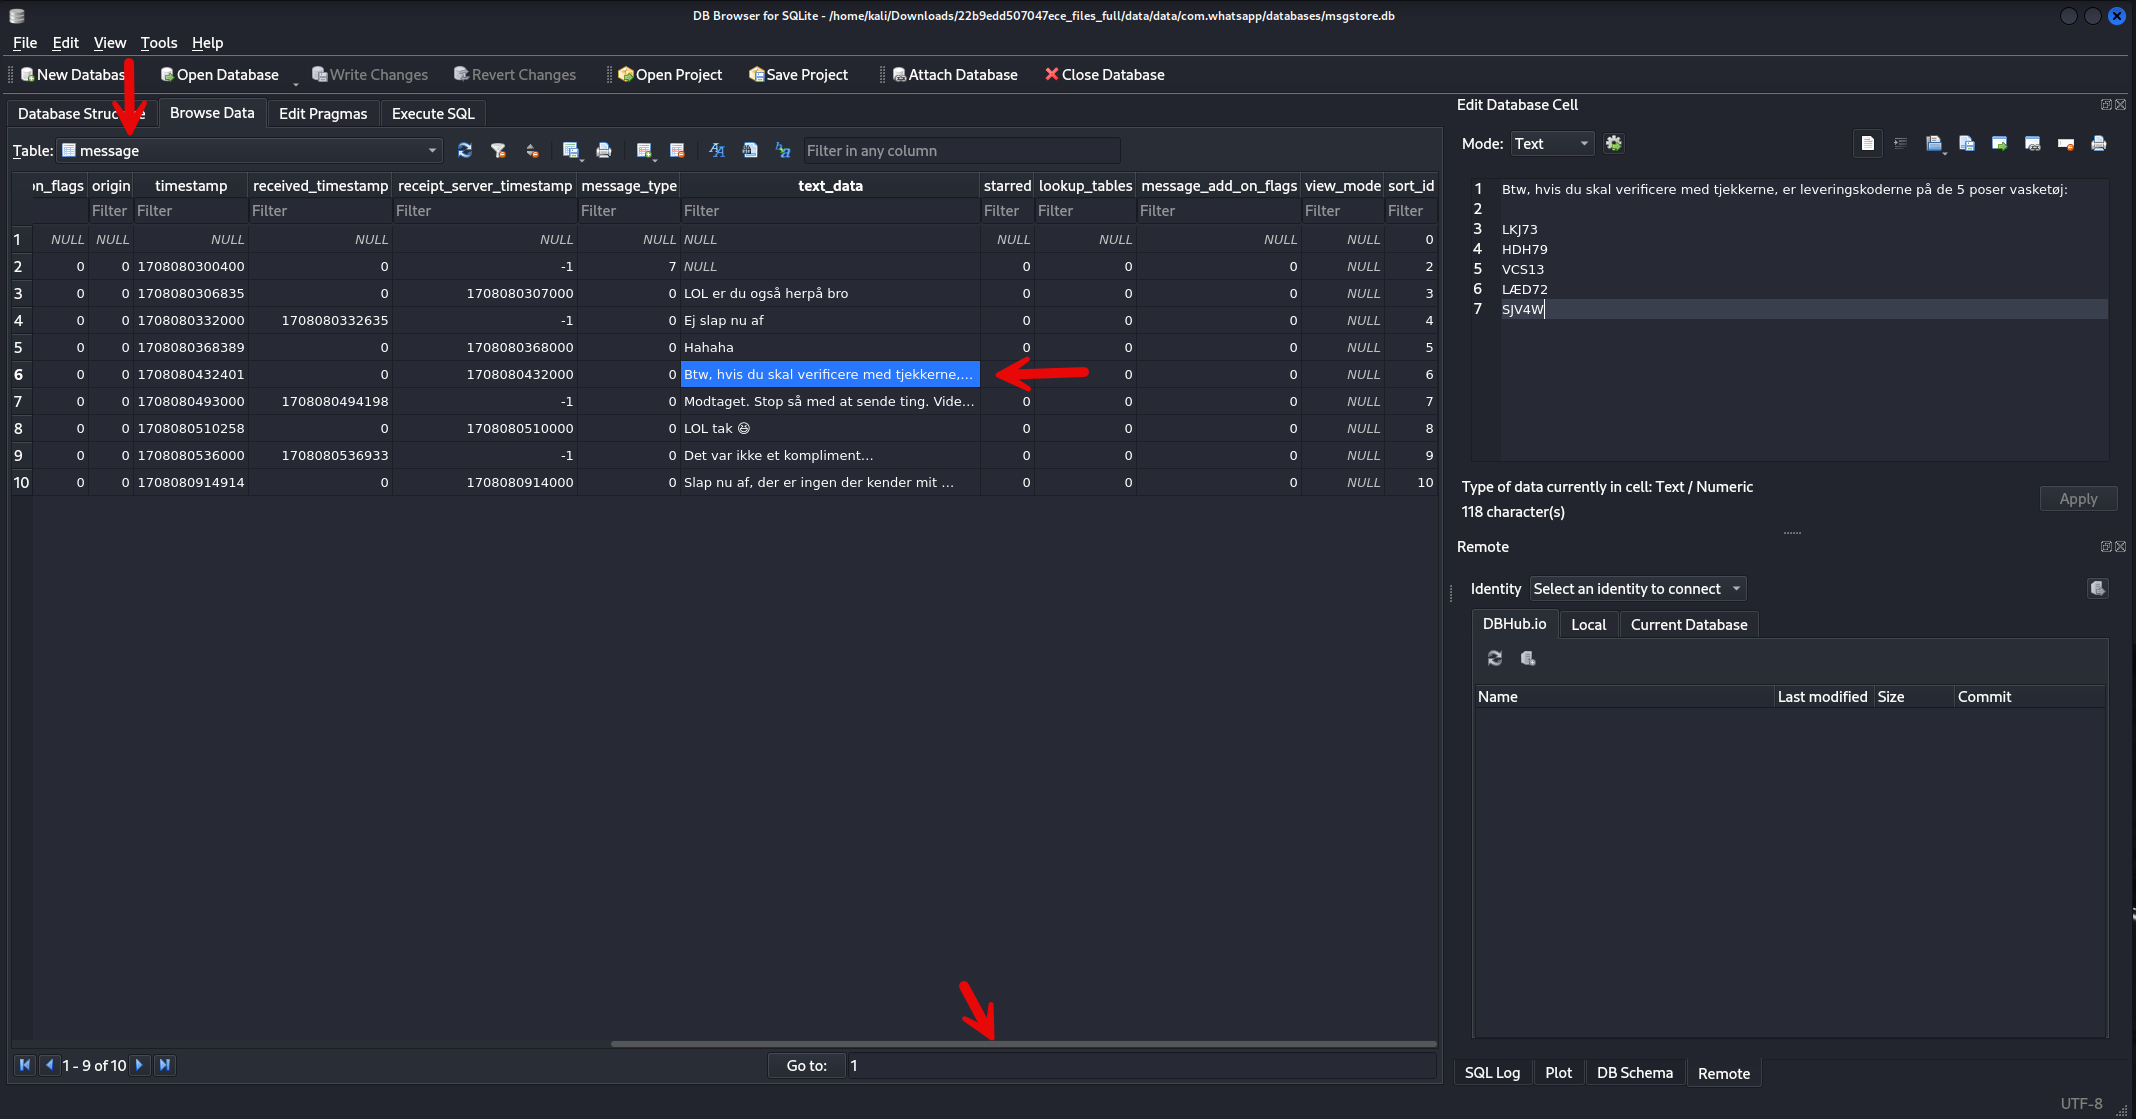 DB Browser for SQLite - /home/kali/Downloads/22b9edd507047ece_files_full/data/data/com.whatsapp/databases/msgstore.db
File Edit View Tools Help
New Databas Open Database Write Changes Revert Changes Open Project Save Project Attach Database Close Database
Database Struc e Browse Data Edit Pragmas Execute SQL
Table: message Filter in any column
on_flags origin timestamp received_timestamp receipt_server_timestamp message_type text_data starred lookup_tables message_add_on_flags view_mode sort_id
Filter Filter Filter Filter Filter Filter Filter Filter Filter Filter Filter
1 NULL NULL NULL NULL NULL NULL NULL NULL NULL NULL NULL 0
2 0 0 1708080300400 0 -1 7 NULL 0 0 0 NULL 2
3 0 0 1708080306835 0 1708080307000 0 LOL er du også herpå bro 0 0 0 NULL 3
4 0 0 1708080332000 1708080332635 -1 0 Ej slap nu af 0 0 0 NULL 4
5 0 0 1708080368389 0 1708080368000 0 Hahaha 0 0 0 NULL 5
6 0 0 1708080432401 0 1708080432000 0 Btw, hvis du skal verificere med tjekkerne,... 0 0 NULL 6
7 0 0 1708080493000 1708080494198 -1 0 Modtaget. Stop så med at sende ting. Vide... 0 0 0 NULL 7
8 0 0 1708080510258 0 1708080510000 0 LOL tak 😆 0 0 0 NULL 8
9 0 0 1708080536000 1708080536933 -1 0 Det var ikke et kompliment... 0 0 0 NULL 9
10 0 0 1708080914914 0 1708080914000 0 Slap nu af, der er ingen der kender mit ... 0 0 0 NULL 10
1 - 9 of 10 Go to: 1
Edit Database Cell
Mode: Text
1 Btw, hvis du skal verificere med tjekkerne, er leveringskoderne på de 5 poser vasketøj:
2
3 LKJ73
4 HDH79
5 VCS13
6 LÆD72
7 SJV4W
Type of data currently in cell: Text / Numeric
118 character(s)
Apply
Remote
Identity Select an identity to connect
DBHub.io Local Current Database
Name Last modified Size Commit
SQL Log Plot DB Schema Remote
UTF-8